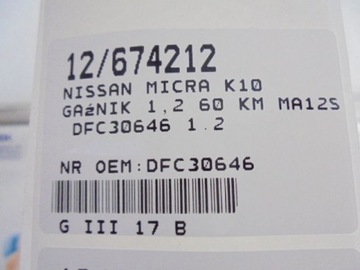 12/674212
NISSAN MICRA K10
GAźNIK 1,2 60 KM MA12S
DFC30646 1.2
NR OEM:DFC30646
G III 17 B